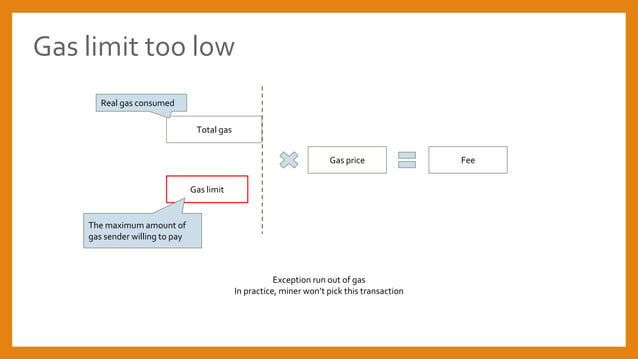 Gas limit too low
Real gas consumed
Total gas
Gas price
Fee
Gas limit
The maximum amount of
gas sender willing to pay
Exception run out of gas
In practice, miner won't pick this transaction